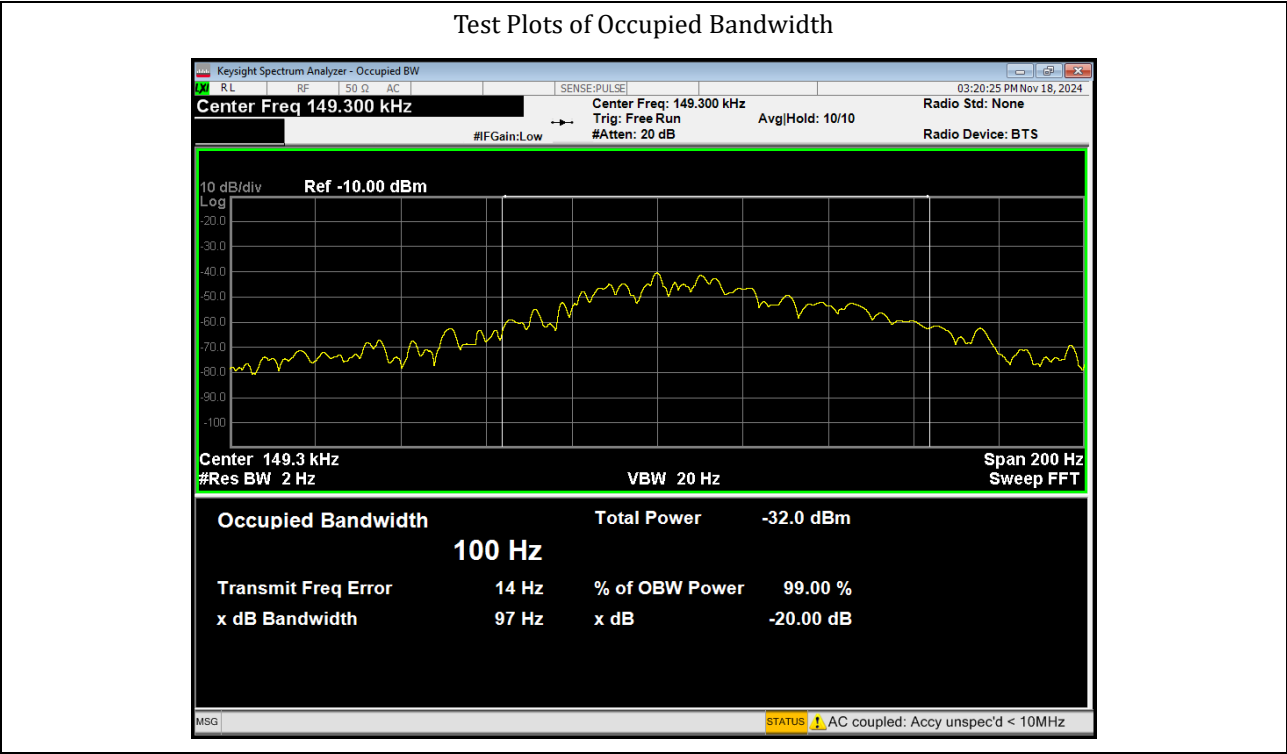 Test Plots of Occupied Bandwidth
Keysight Spectrum Analyzer - Occupied BW
LXI RL RF 50 Ω AC SENSE:PULSE 03:20:25 PM Nov 18, 2024
Center Freq 149.300 kHz Center Freq: 149.300 kHz Radio Std: None
Trig: Free Run Avg|Hold: 10/10
#IFGain:Low #Atten: 20 dB Radio Device: BTS
10 dB/div Ref -10.00 dBm
Log
-20.0
-30.0
-40.0
-50.0
-60.0
-70.0
-80.0
-90.0
-100
Center 149.3 kHz Span 200 Hz
#Res BW 2 Hz VBW 20 Hz Sweep FFT
Occupied Bandwidth Total Power -32.0 dBm
100 Hz
Transmit Freq Error 14 Hz % of OBW Power 99.00 %
x dB Bandwidth 97 Hz x dB -20.00 dB
MSG STATUS AC coupled: Accy unspec'd < 10MHz